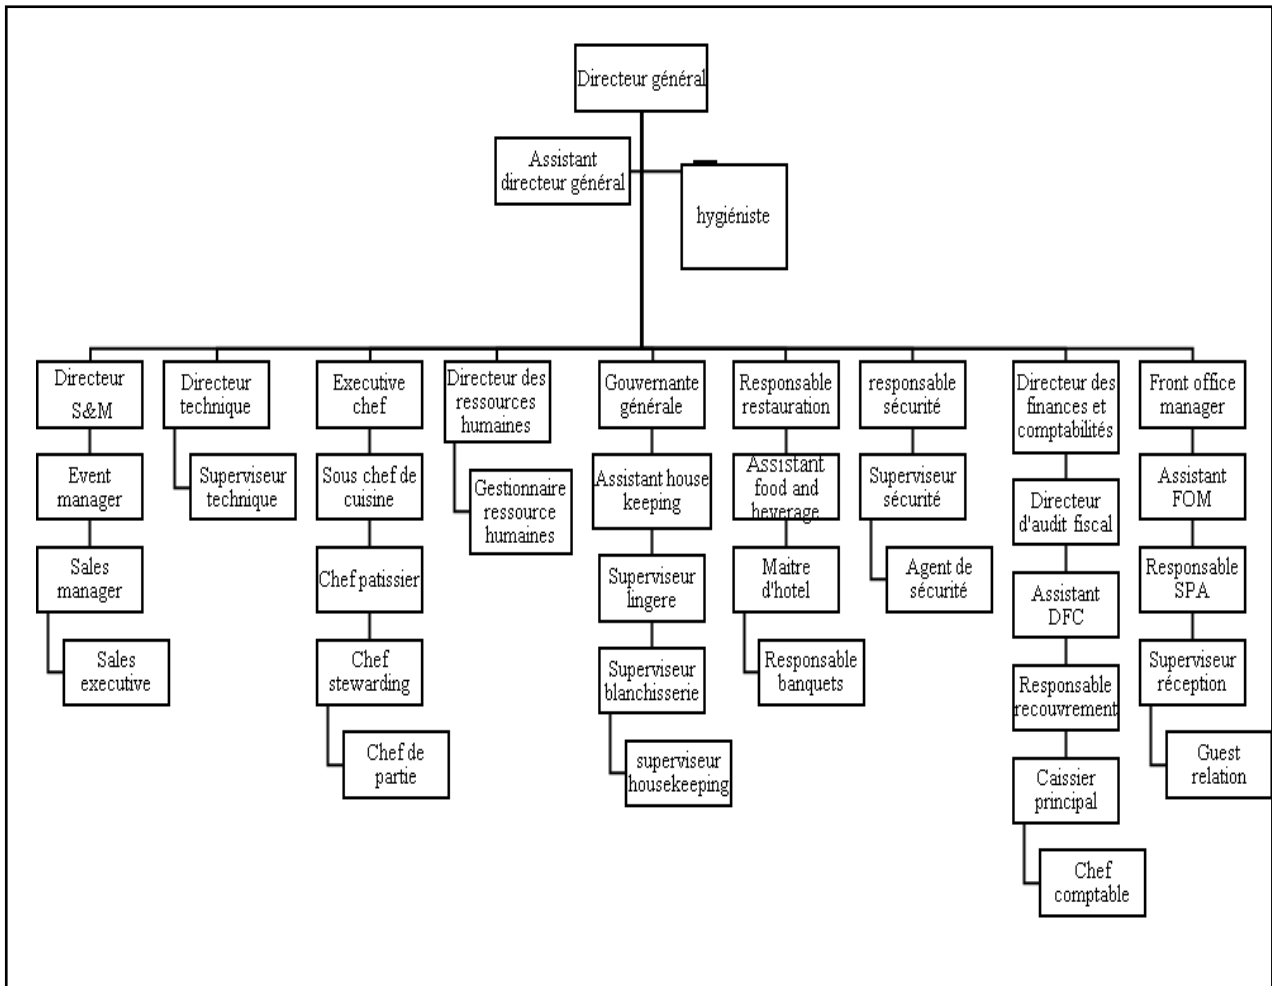 Directeur général
Assistant
directeur général
hygiéniste
Directeur
S&M
Event
manager
Sales
manager
Sales
executive
Directeur
technique
Superviseur
technique
Executive
chef
Sous chef de
cuisine
Chef patissier
Chef
stewarding
Chef de
partie
Directeur des
ressources
humaines
Gestionnaire
ressource
humaines
Gouvernante
générale
Assistant house
keeping
Superviseur
lingere
Superviseur
blanchisserie
superviseur
housekeeping
Responsable
restauration
Assistant
food and
beverage
Maitre
d'hotel
Responsable
banquets
responsable
sécurité
Superviseur
sécurité
Agent de
sécurité
Directeur des
finances et
comptabilités
Directeur
d'audit fiscal
Assistant
DFC
Responsable
recouvrement
Caissier
principal
Chef
comptable
Front office
manager
Assistant
FOM
Responsable
SPA
Superviseur
réception
Guest
relation